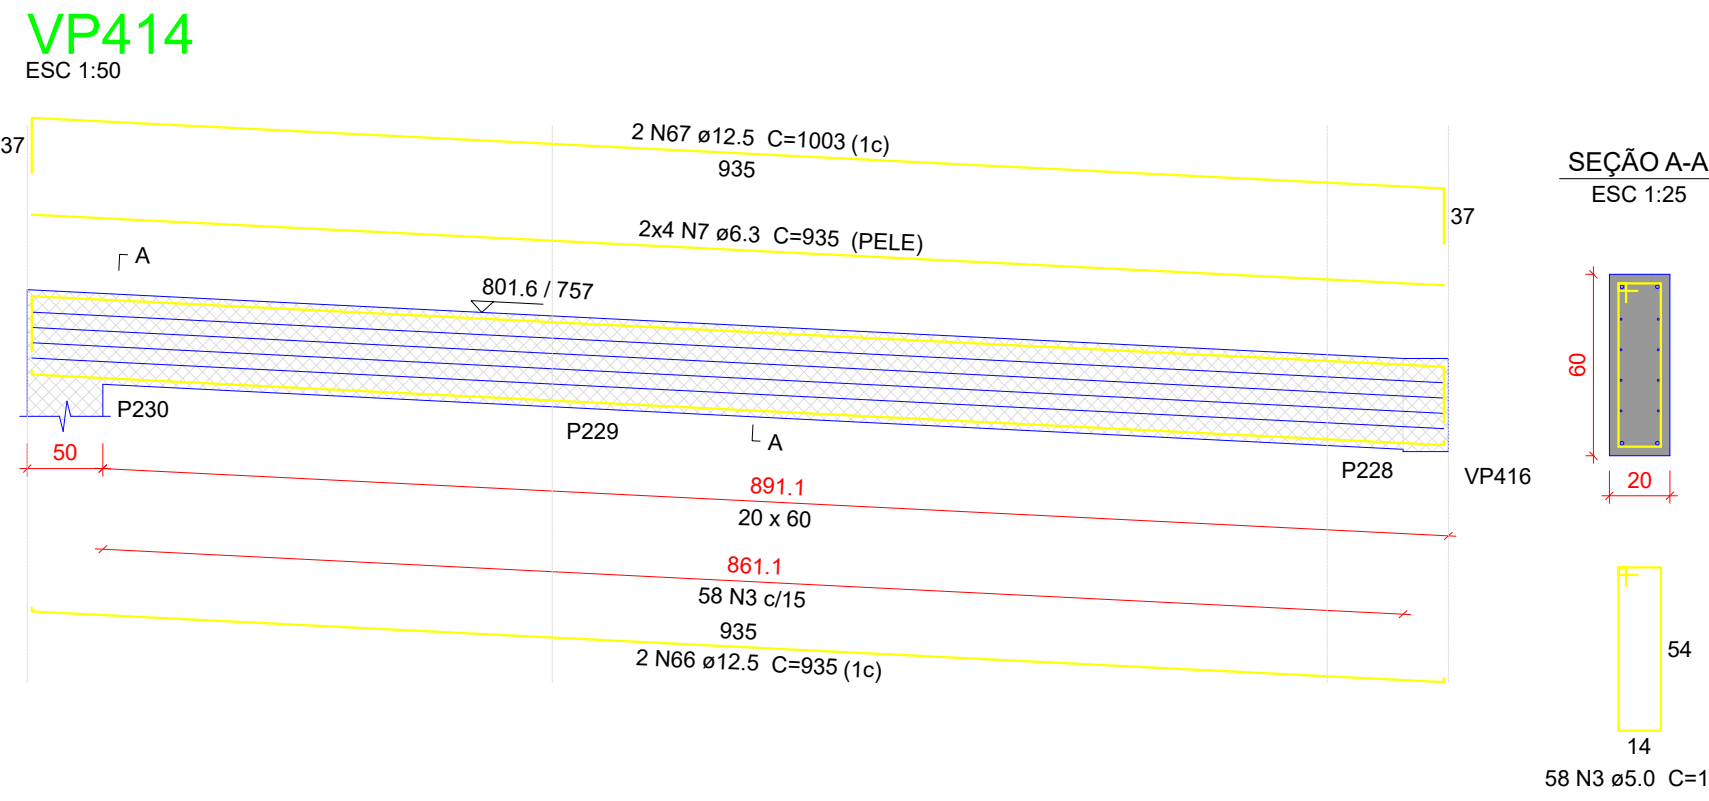 VP414
ESC 1:50
37
2 N67 ø12.5 C=1003 (1c)
935
37
2x4 N7 ø6.3 C=935 (PELE)
A
801.6 / 757
P230
P229
A
P228
VP416
50
891.1
20 x 60
861.1
58 N3 c/15
935
2 N66 ø12.5 C=935 (1c)
SEÇÃO A-A
ESC 1:25
60
20
54
14
58 N3 ø5.0 C=1